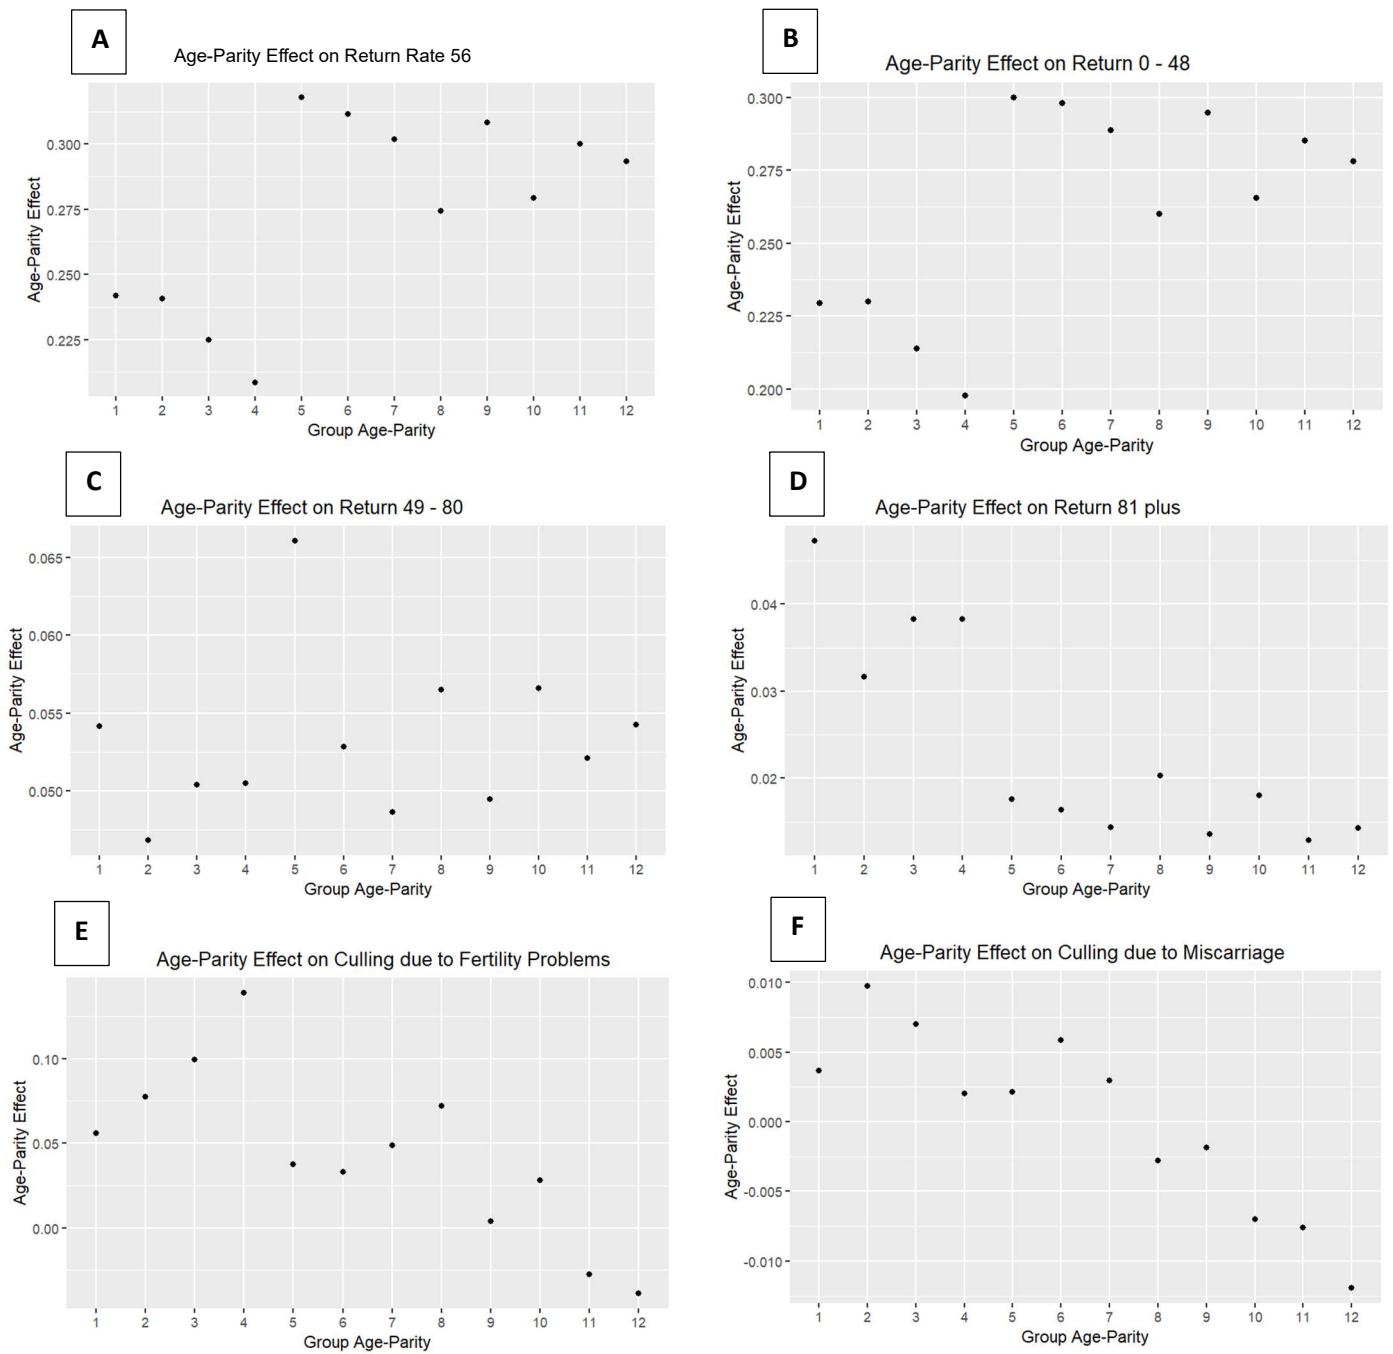 A
Age-Parity Effect on Return Rate 56
Age-Parity Effect
0.300
0.275
0.250
0.225
1 2 3 4 5 6 7 8 9 10 11 12
Group Age-Parity
B
Age-Parity Effect on Return 0 - 48
Age-Parity Effect
0.300
0.275
0.250
0.225
0.200
1 2 3 4 5 6 7 8 9 10 11 12
Group Age-Parity
C
Age-Parity Effect on Return 49 - 80
Age-Parity Effect
0.065
0.060
0.055
0.050
1 2 3 4 5 6 7 8 9 10 11 12
Group Age-Parity
D
Age-Parity Effect on Return 81 plus
Age-Parity Effect
0.04
0.03
0.02
1 2 3 4 5 6 7 8 9 10 11 12
Group Age-Parity
E
Age-Parity Effect on Culling due to Fertility Problems
Age-Parity Effect
0.10
0.05
0.00
1 2 3 4 5 6 7 8 9 10 11 12
Group Age-Parity
F
Age-Parity Effect on Culling due to Miscarriage
Age-Parity Effect
0.010
0.005
0.000
-0.005
-0.010
1 2 3 4 5 6 7 8 9 10 11 12
Group Age-Parity